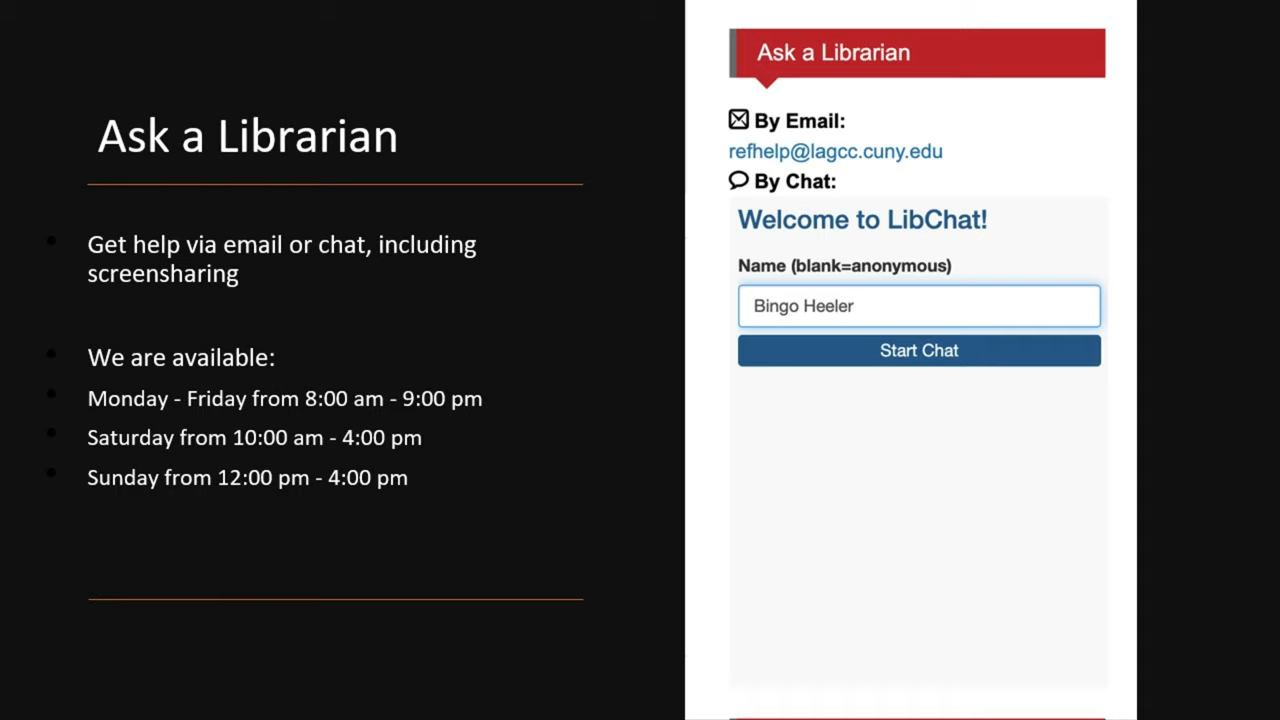 Ask a Librarian
Get help via email or chat, including
screensharing
We are available:
Monday - Friday from 8:00 am - 9:00 pm
Saturday from 10:00 am - 4:00 pm
Sunday from 12:00 pm - 4:00 pm
Ask a Librarian
By Email:
refhelp@lagcc.cuny.edu
By Chat:
Welcome to LibChat!
Name (blank=anonymous)
Bingo Heeler
Start Chat